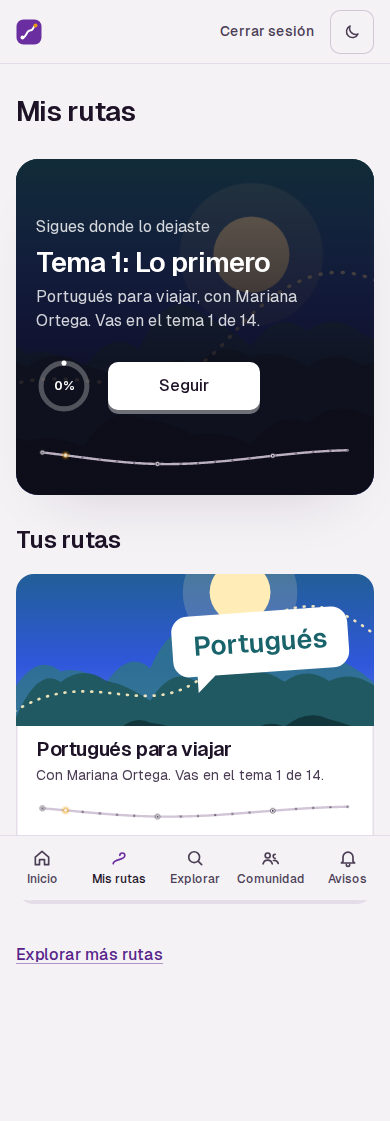 Cerrar sesión
Mis rutas
Sigues donde lo dejaste
Tema 1: Lo primero
Portugués para viajar, con Mariana
Ortega. Vas en el tema 1 de 14.
0%
Seguir
Tus rutas
Portugués
Portugués para viajar
Con Mariana Ortega. Vas en el tema 1 de 14.
Inicio
Mis rutas
Explorar
Comunidad
Avisos
Explorar más rutas